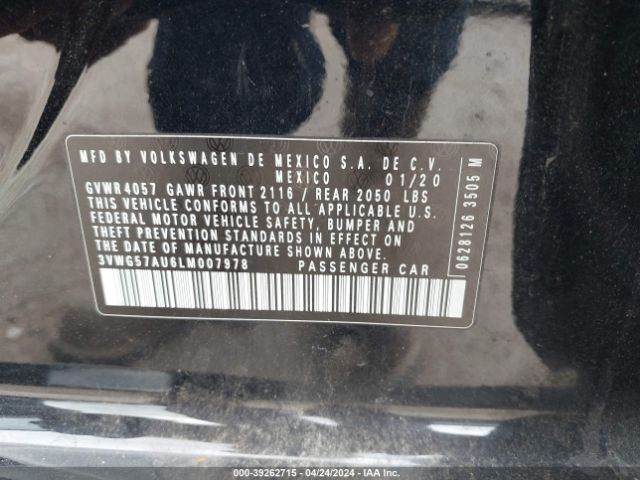 MFD BY VOLKSWAGEN DE MEXICO S.A. DE C.V.
MEXICO 01/20
GVWR4057 GAWR FRONT 2116 / REAR 2050 LBS
THIS VEHICLE CONFORMS TO ALL APPLICABLE U.S.
FEDERAL MOTOR VEHICLE SAFETY, BUMPER, AND
THEFT PREVENTION STANDARDS IN EFFECT ON
THE DATE OF MANUFACTURE SHOWN ABOVE.
3VWG57AU6LM007978 PASSENGER CAR
0628126 3505 M
000-39262715 - 04/24/2024 - IAA Inc.